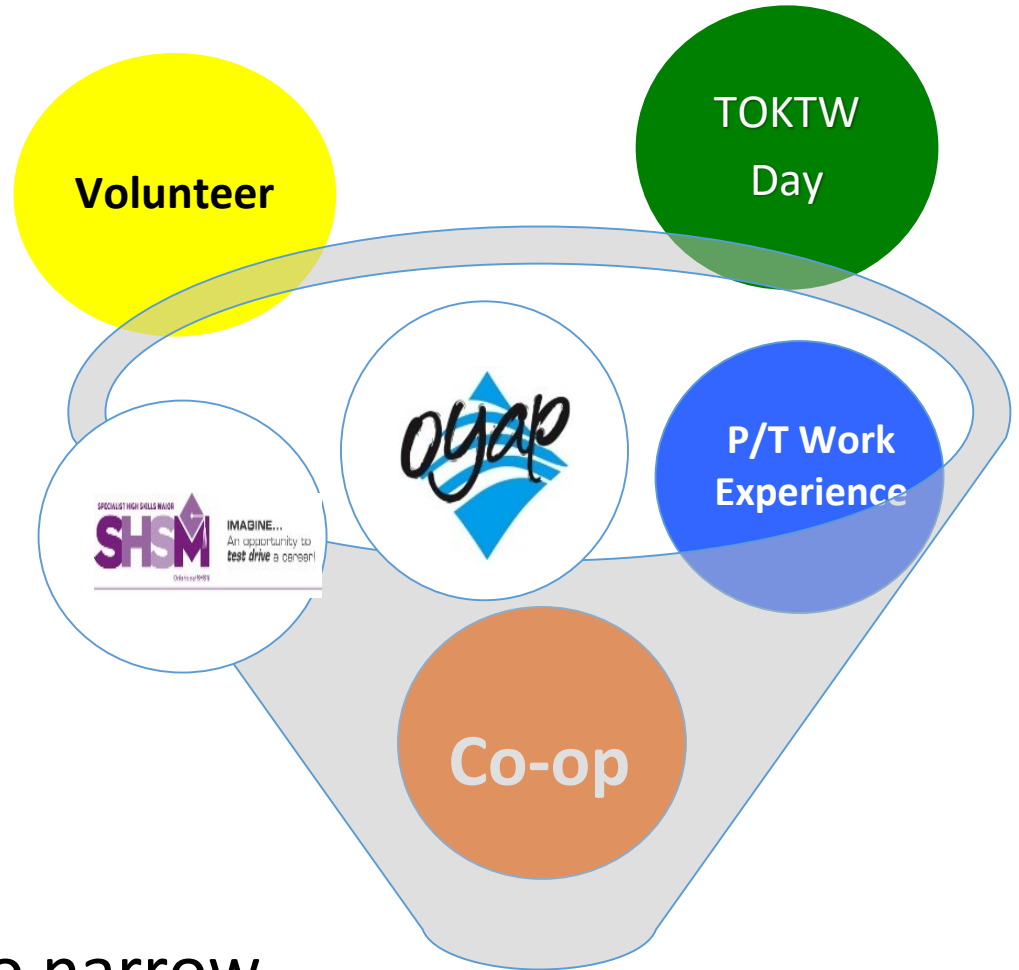 Volunteer
TOKTW
Day
oyap
P/T Work
Experience
SPECIALIST HIGH SKILLS MAJOR
SHSM
IMAGINE...
An opportunity to
test drive a career!
Co-op
narrow